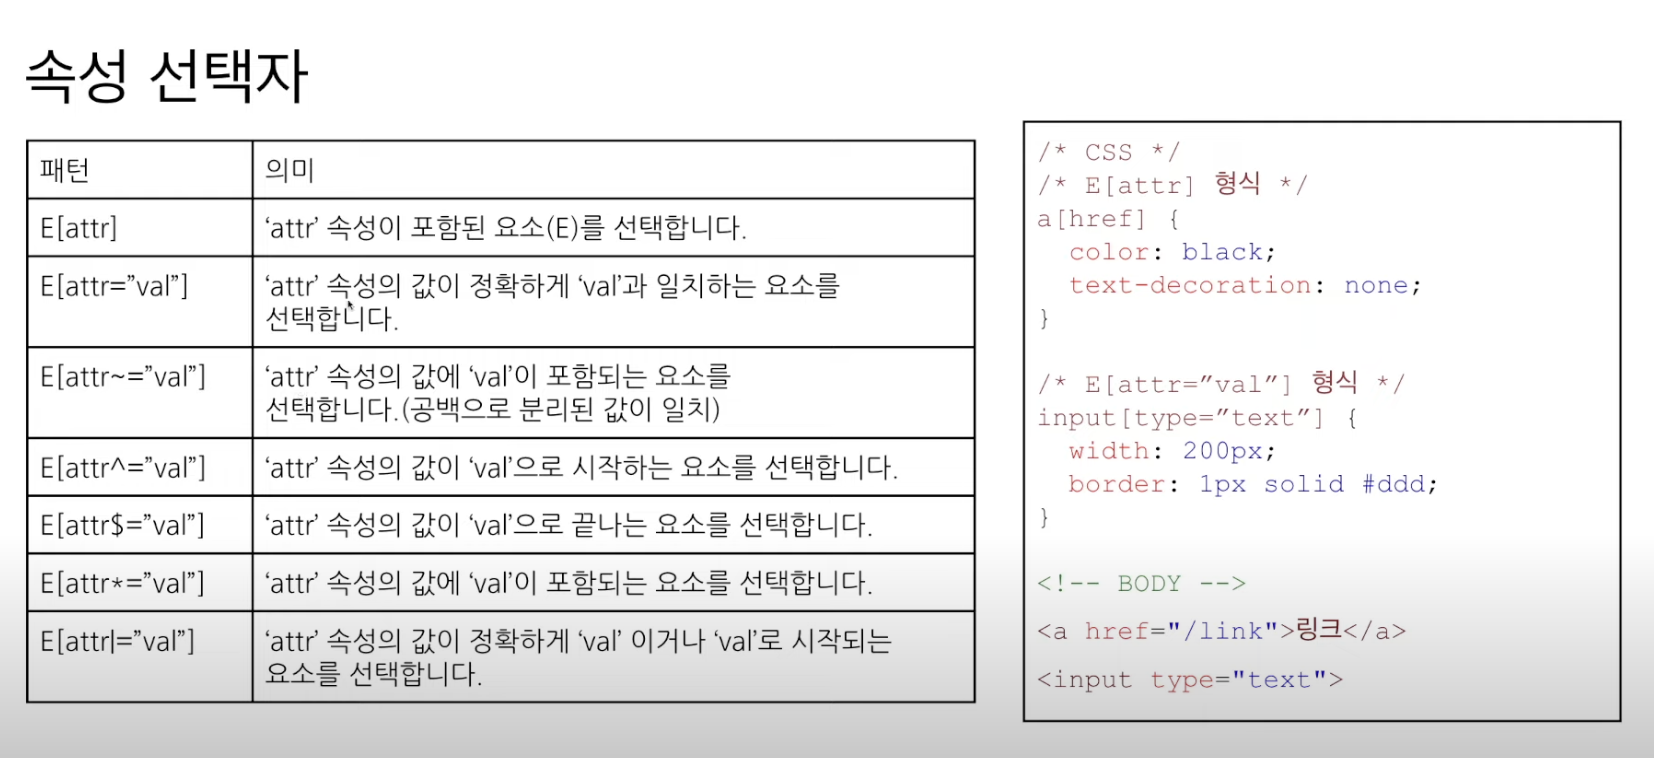 속성 선택자
패턴 의미
E[attr] ‘attr’ 속성이 포함된 요소(E)를 선택합니다.
E[attr=”val”] ‘attr’ 속성의 값이 정확하게 ‘val’과 일치하는 요소를
선택합니다.
E[attr~=”val”] ‘attr’ 속성의 값에 ‘val’이 포함되는 요소를
선택합니다.(공백으로 분리된 값이 일치)
E[attr^=”val”] ‘attr’ 속성의 값이 ‘val’으로 시작하는 요소를 선택합니다.
E[attr$=”val”] ‘attr’ 속성의 값이 ‘val’으로 끝나는 요소를 선택합니다.
E[attr*=”val”] ‘attr’ 속성의 값에 ‘val’이 포함되는 요소를 선택합니다.
E[attr|=”val”] ‘attr’ 속성의 값이 정확하게 ‘val’ 이거나 ‘val’로 시작되는
요소를 선택합니다.
/* CSS */
/* E[attr] 형식 */
a[href] {
color: black;
text-decoration: none;
}
/* E[attr=”val”] 형식 */
input[type=”text”] {
width: 200px;
border: 1px solid #ddd;
}
<!-- BODY -->
<a href="/link">링크</a>
<input type="text">